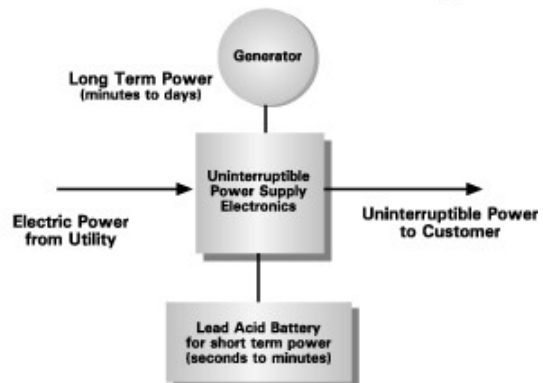 Generator
Long Term Power
(minutes to days)
Uninterruptible
Power Supply
Electronics
Electric Power
from Utility
Uninterruptible Power
to Customer
Lead Acid Battery
for short term power
(seconds to minutes)